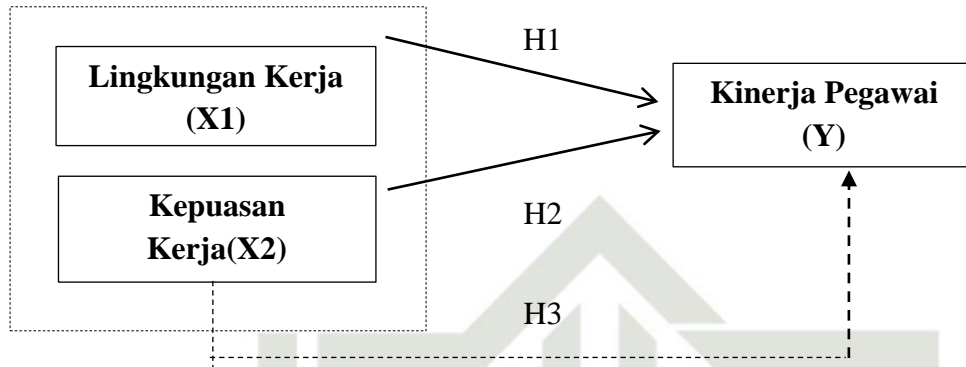 H1
Lingkungan Kerja
(X1)
Kinerja Pegawai
(Y)
Kepuasan
Kerja(X2)
H2
H3